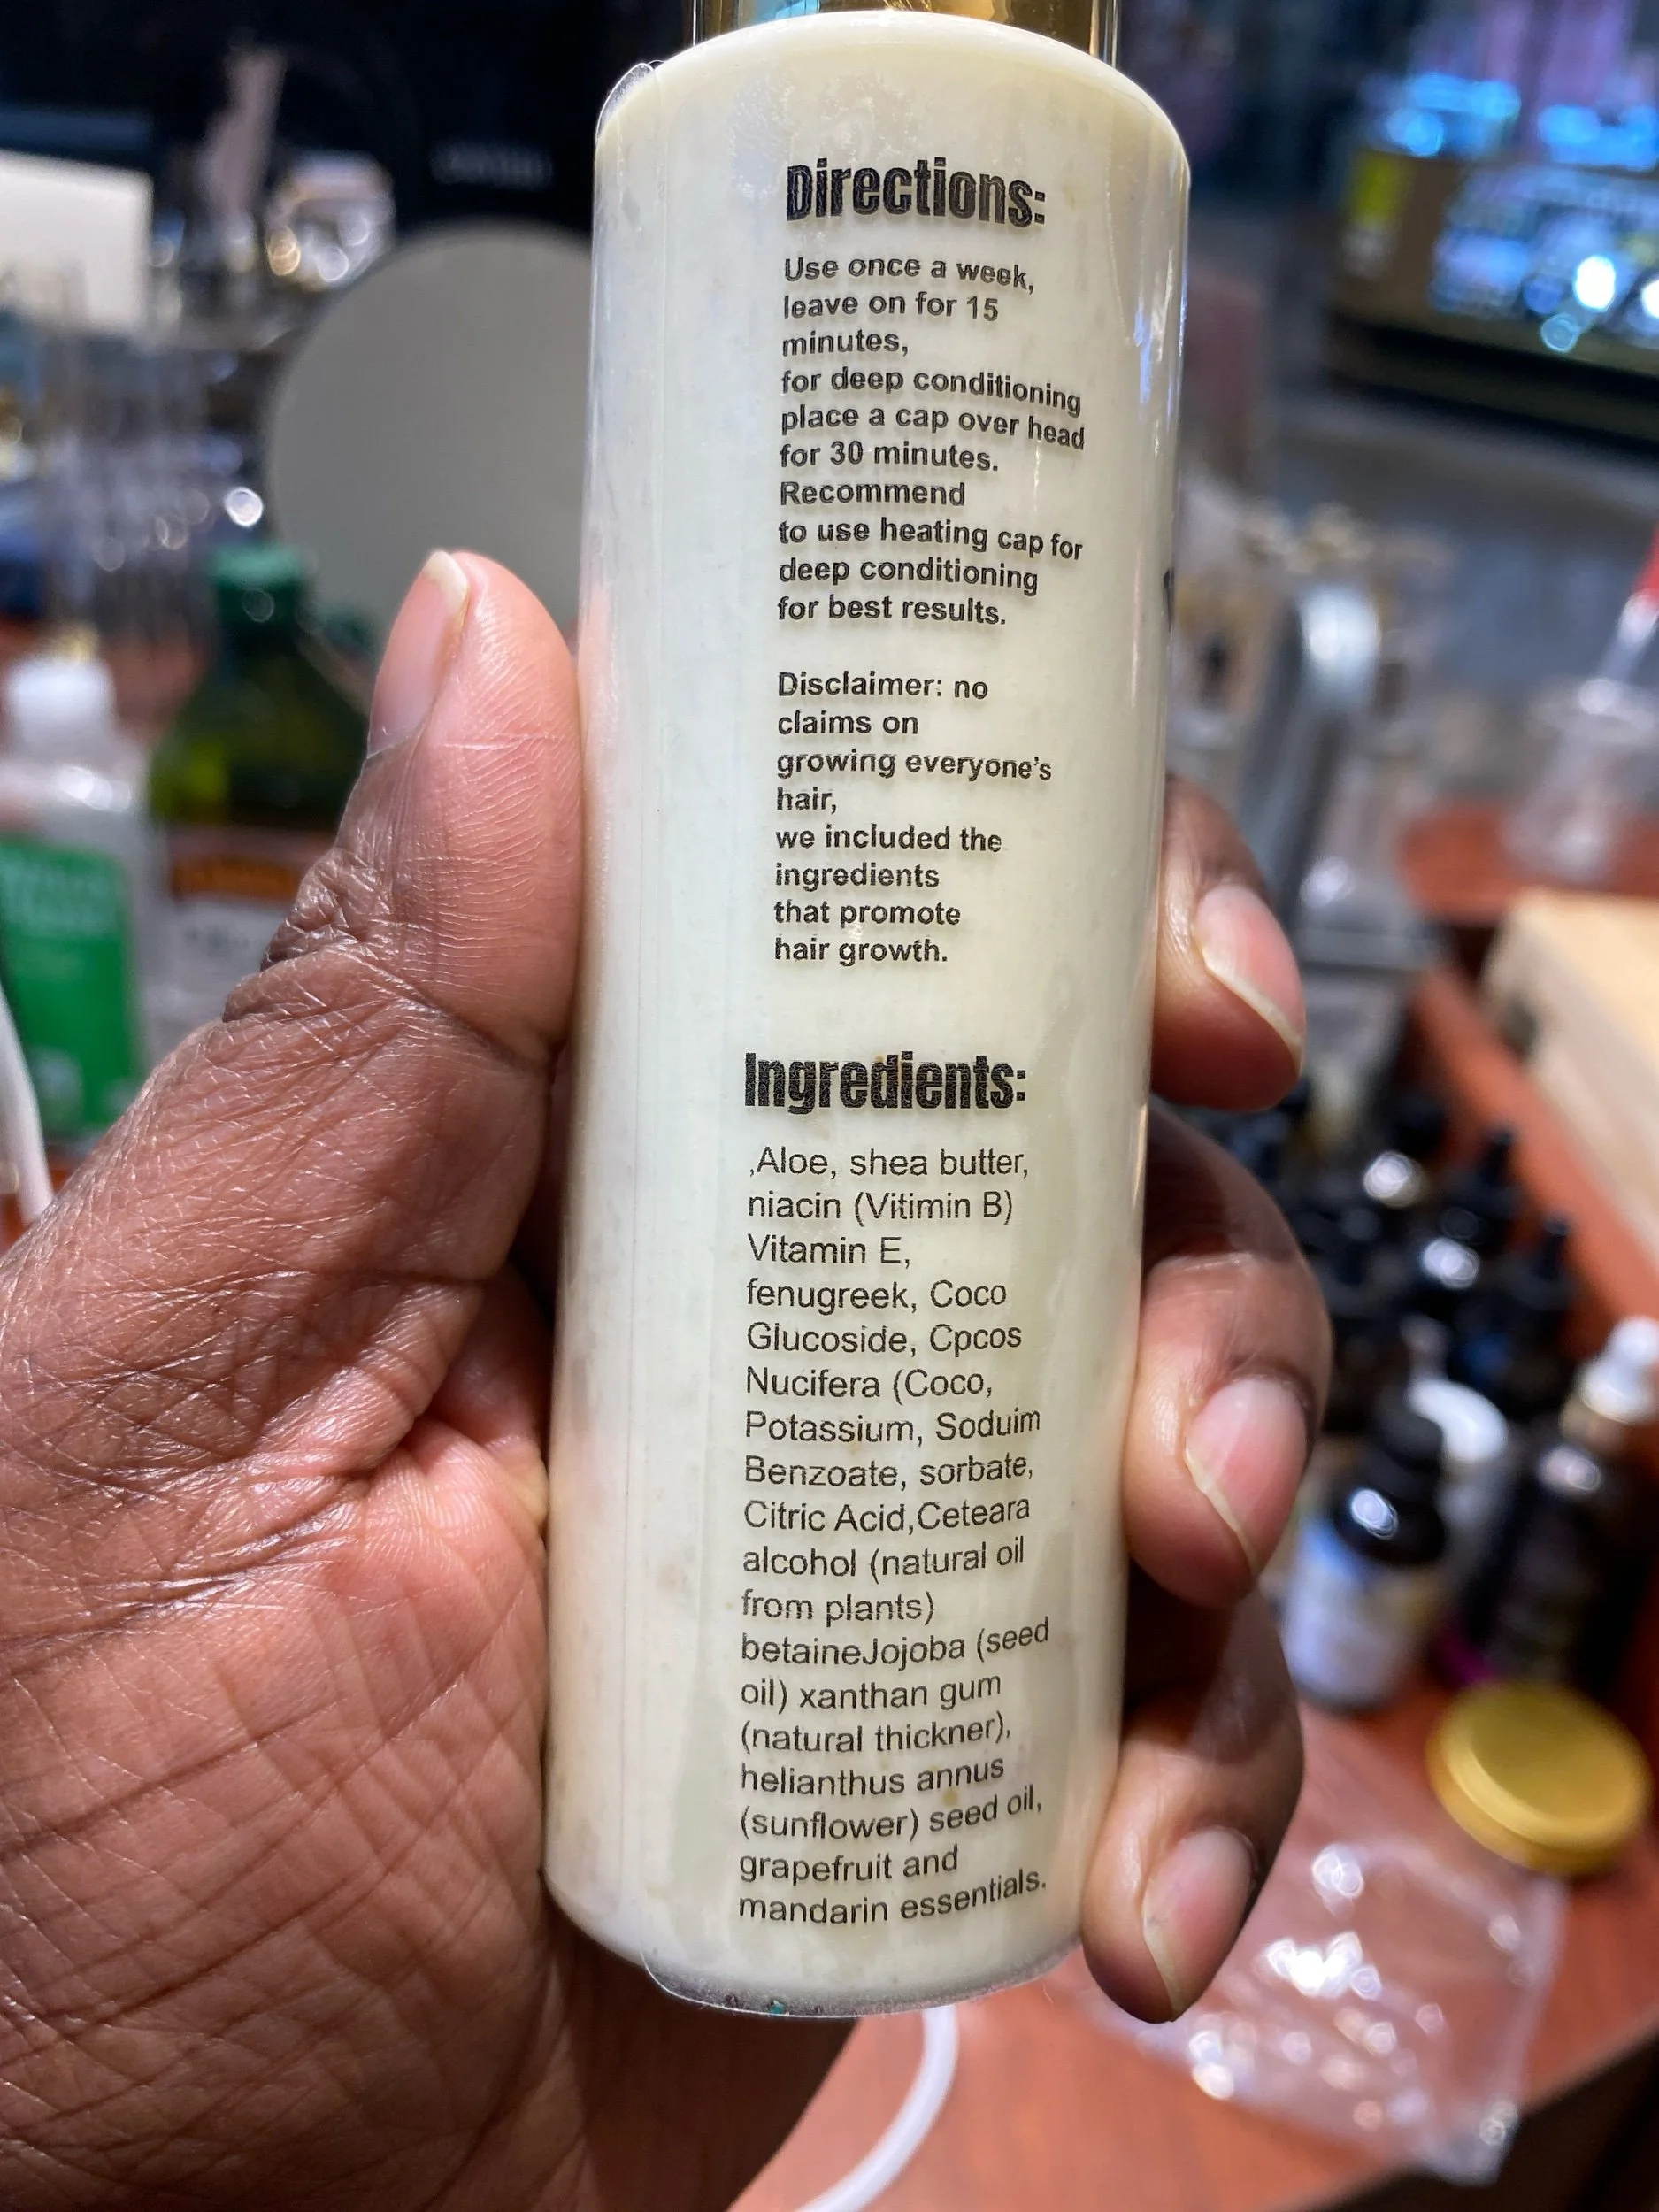 Directions:
Use once a week,
leave on for 15
minutes,
for deep conditioning
place a cap over head
for 30 minutes.
Recommend
to use heating cap for
deep conditioning
for best results.
Disclaimer: no
claims on
growing everyone's
hair,
we included the
ingredients
that promote
hair growth.
Ingredients:
,Aloe, shea butter,
niacin (Vitimin B)
Vitamin E,
fenugreek, Coco
Glucoside, Cpcos
Nucifera (Coco,
Potassium, Soduim
Benzoate, sorbate,
Citric Acid,Ceteara
alcohol (natural oil
from plants)
betaineJojoba (seed
oil) xanthan gum
(natural thickner),
helianthus annus
(sunflower) seed oil,
grapefruit and
mandarin essentials.